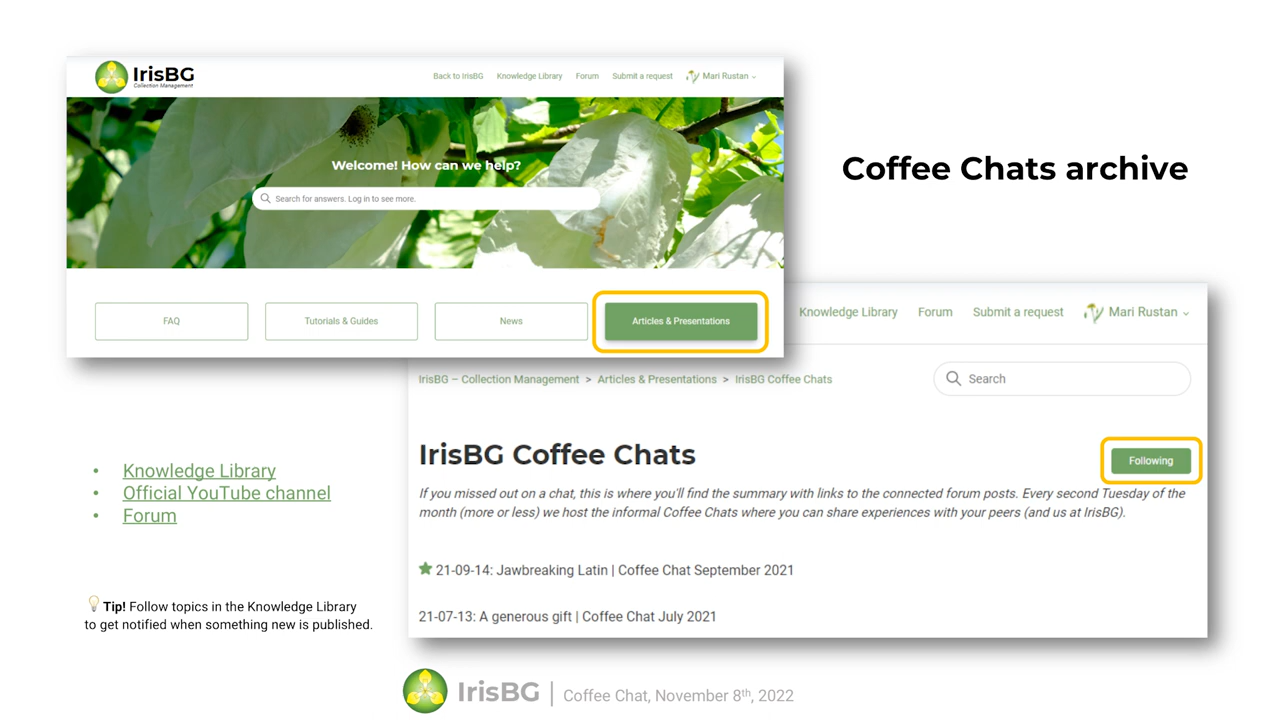 IrisBG
Collection Management
Back to IrisBG Knowledge Library Forum Submit a request Mari Rustan
Welcome! How can we help?
Search for answers. Log in to see more.
FAQ
Tutorials & Guides
News
Articles & Presentations
Coffee Chats archive
Knowledge Library Forum Submit a request Mari Rustan
IrisBG – Collection Management > Articles & Presentations > IrisBG Coffee Chats
Search
IrisBG Coffee Chats
Following
If you missed out on a chat, this is where you'll find the summary with links to the connected forum posts. Every second Tuesday of the
month (more or less) we host the informal Coffee Chats where you can share experiences with your peers (and us at IrisBG).
21-09-14: Jawbreaking Latin | Coffee Chat September 2021
21-07-13: A generous gift | Coffee Chat July 2021
• Knowledge Library
• Official YouTube channel
• Forum
Tip! Follow topics in the Knowledge Library
to get notified when something new is published.
IrisBG | Coffee Chat, November 8th, 2022